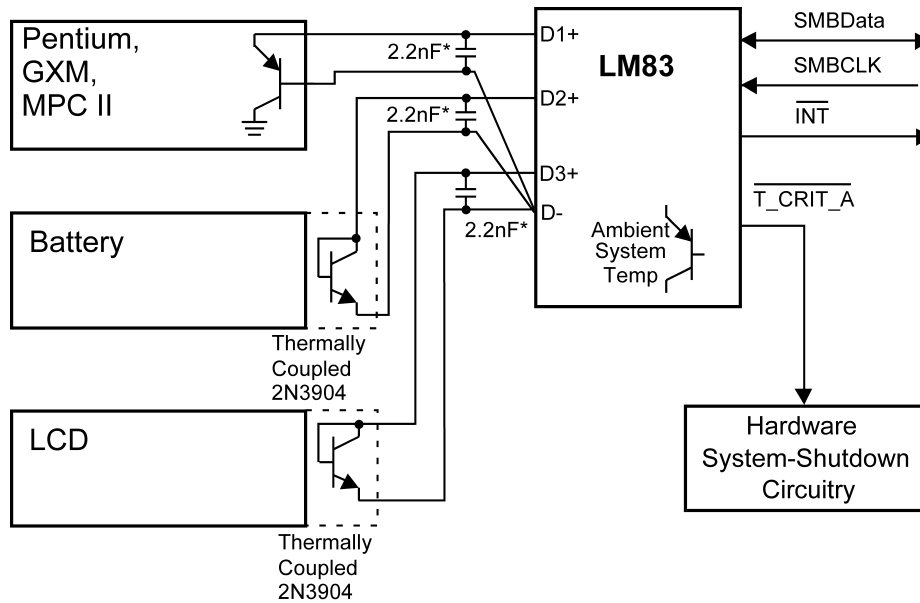 Pentium,
GXM,
MPC II
2.2nF*
2.2nF*
2.2nF*
D1+
D2+
D3+
D-
LM83
Ambient
System
Temp
SMBData
SMBCLK
INT
T_CRIT_A
Battery
Thermally
Coupled
2N3904
LCD
Thermally
Coupled
2N3904
Hardware
System-Shutdown
Circuitry